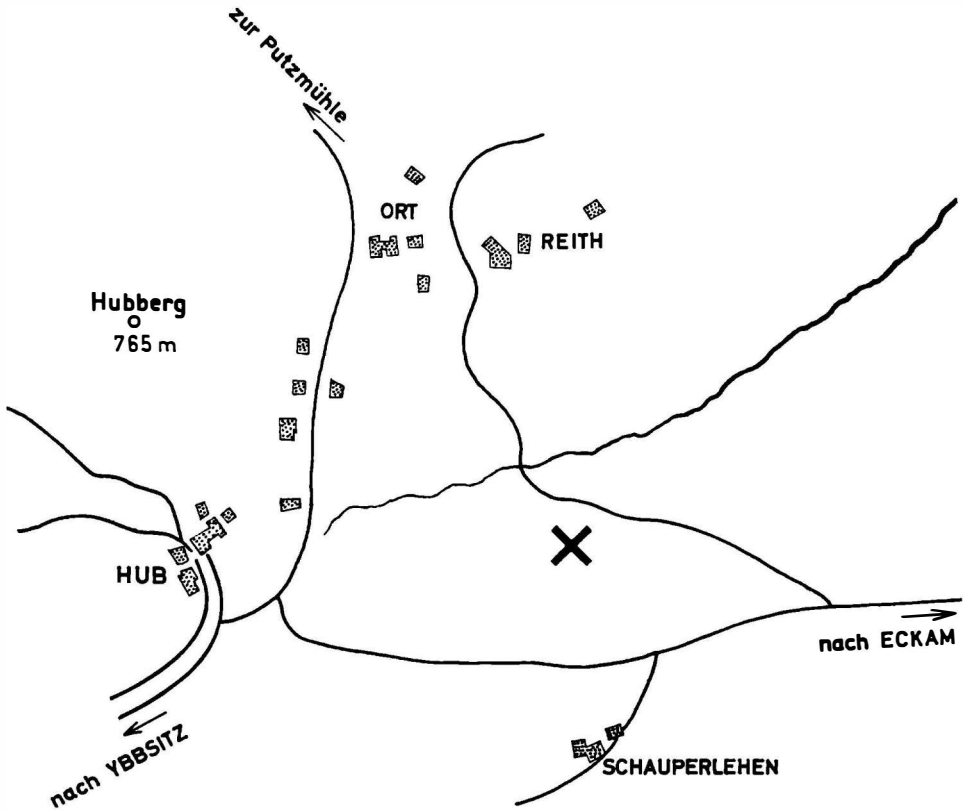 zur Putzmühle
ORT
REITH
Hubberg
765 m
HUB
nach ECKAM
nach YBBSITZ
SCHAUPERLEHEN